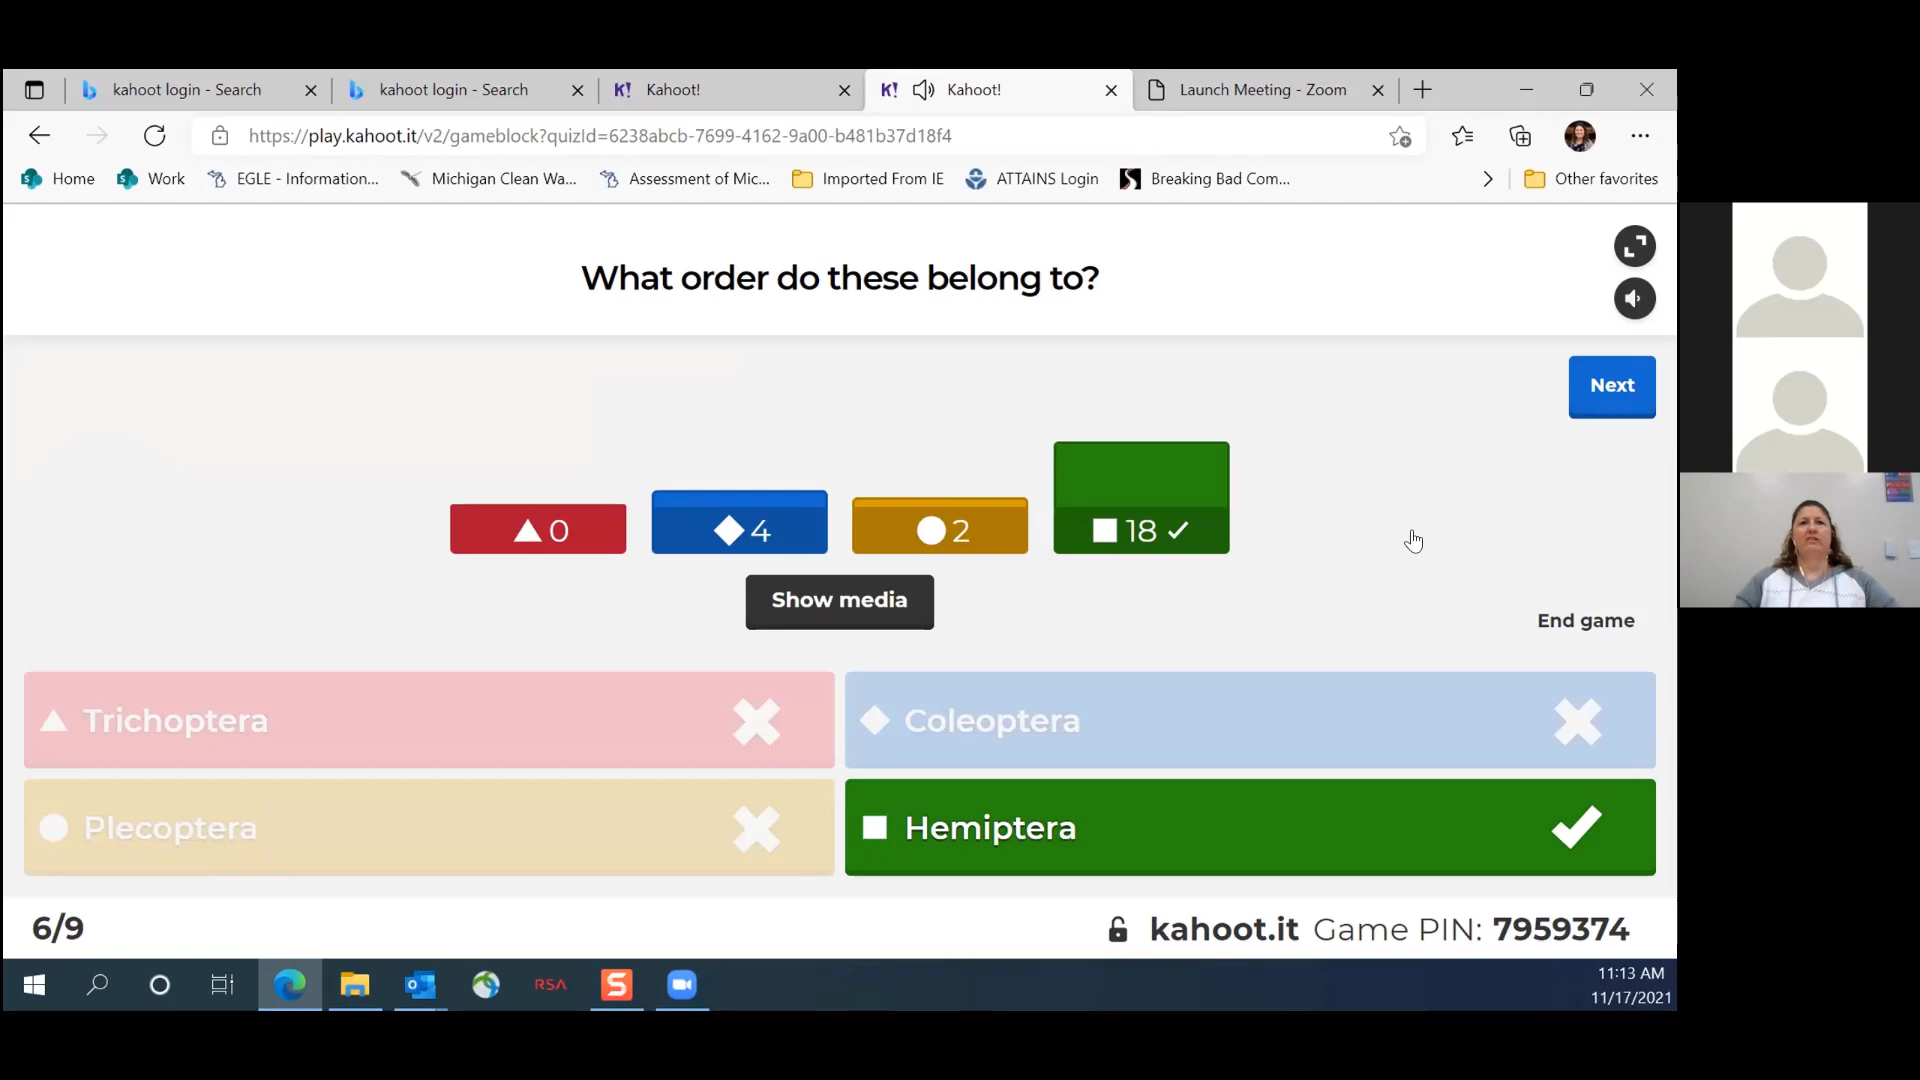 kahoot login - Search
kahoot login - Search
K! Kahoot!
K! Kahoot!
Launch Meeting - Zoom
https://play.kahoot.it/v2/gameblock?quizId=6238abcb-7699-4162-9a00-b481b37d18f4
Home
Work
EGLE - Information...
Michigan Clean Wa...
Assessment of Mic...
Imported From IE
ATTAINS Login
Breaking Bad Com...
Other favorites
What order do these belong to?
Next
0
4
2
18
Show media
End game
Trichoptera
Coleoptera
Plecoptera
Hemiptera
6/9
kahoot.it Game PIN: 7959374
RSA
11:13 AM
11/17/2021